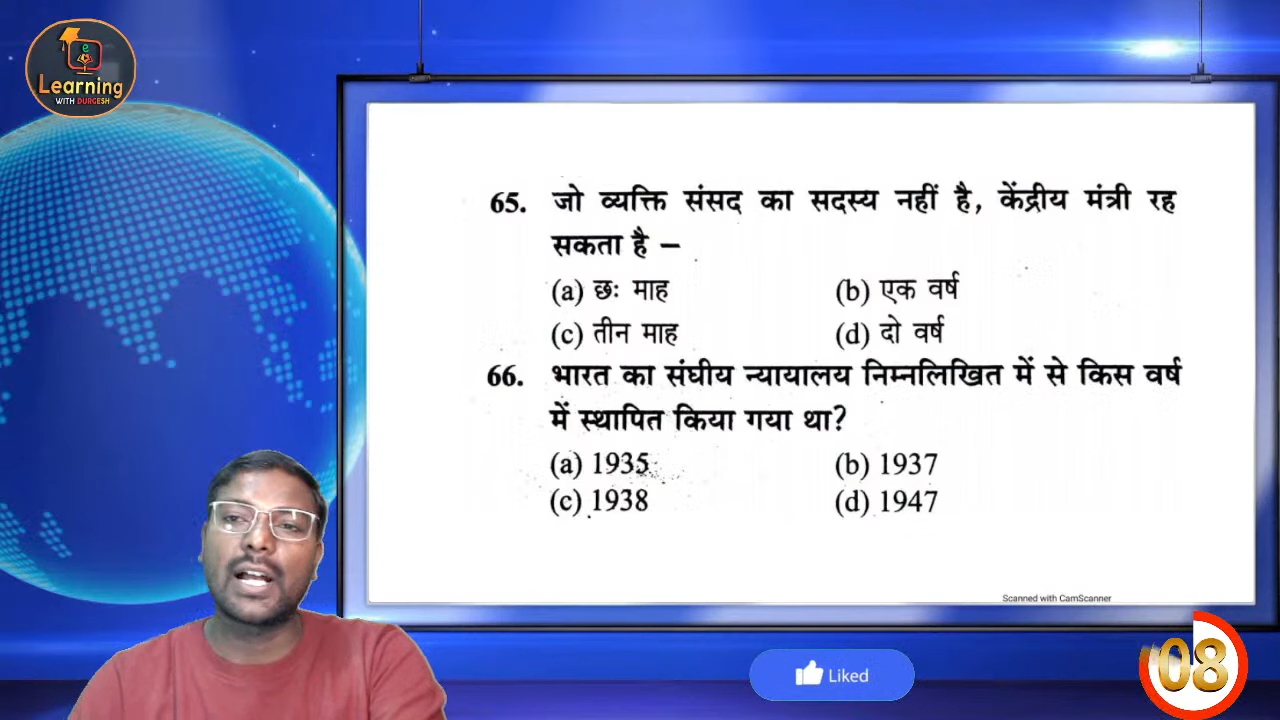 e
Learning
WITH DURGESH
65. जो व्यक्ति संसद का सदस्य नहीं है, केंद्रीय मंत्री रह
सकता है –
(a) छः माह (b) एक वर्ष
(c) तीन माह (d) दो वर्ष
66. भारत का संघीय न्यायालय निम्नलिखित में से किस वर्ष
में स्थापित किया गया था?
(a) 1935 (b) 1937
(c) 1938 (d) 1947
Scanned with CamScanner
Liked
08